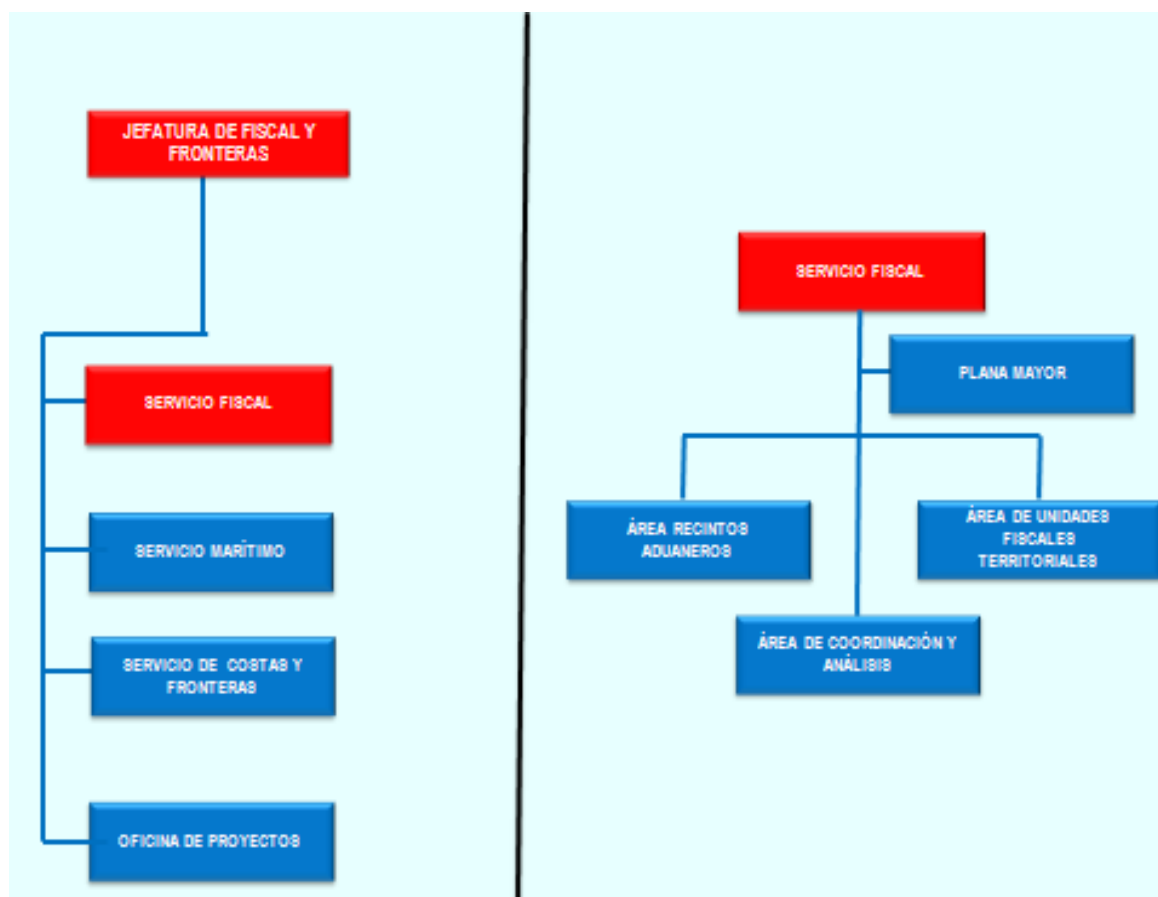 JEFATURA DE FISCAL Y
FRONTERAS
SERVICIO FISCAL
SERVICIO MARÍTIMO
SERVICIO DE COSTAS Y
FRONTERAS
OFICINA DE PROYECTOS
SERVICIO FISCAL
PLANA MAYOR
ÁREA RECINTOS
ADUANEROS
ÁREA DE UNIDADES
FISCALES
TERRITORIALES
ÁREA DE COORDINACIÓN Y
ANÁLISIS